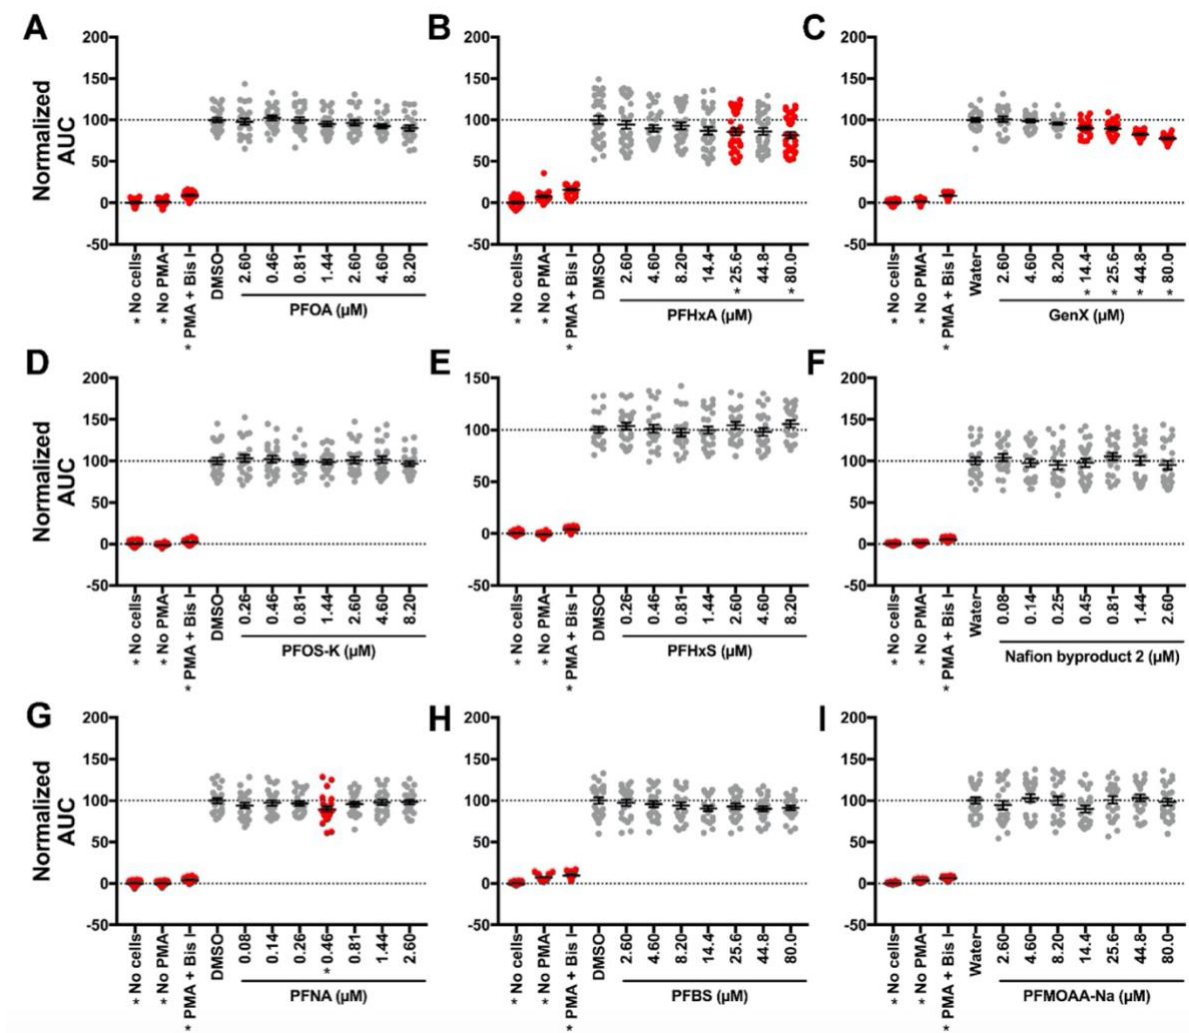 A
B
C
Normalized
AUC
200
150
100
50
0
-50
200
150
100
50
0
-50
200
150
100
50
0
-50
* No cells
* No PMA
* PMA + Bis I
DMSO
2.60
0.46
0.81
1.44
2.60
4.60
8.20
PFOA (µM)
* No cells
* No PMA
* PMA + Bis I
DMSO
2.60
4.60
8.20
14.4
* 25.6
44.8
* 80.0
PFHxA (µM)
* No cells
* No PMA
* PMA + Bis I
Water
2.60
4.60
8.20
* 14.4
* 25.6
* 44.8
* 80.0
GenX (µM)
D
E
F
Normalized
AUC
200
150
100
50
0
-50
150
100
50
0
-50
200
150
100
50
0
-50
* No cells
* No PMA
* PMA + Bis I
DMSO
0.26
0.46
0.81
1.44
2.60
4.60
8.20
PFOS-K (µM)
* No cells
* No PMA
* PMA + Bis I
DMSO
0.26
0.46
0.81
1.44
2.60
4.60
8.20
PFHxS (µM)
* No cells
* No PMA
* PMA + Bis I
Water
0.08
0.14
0.25
0.45
0.81
1.44
2.60
Nafion byproduct 2 (µM)
G
H
I
Normalized
AUC
200
150
100
50
0
-50
200
150
100
50
0
-50
200
150
100
50
0
-50
* No cells
* No PMA
* PMA + Bis I
DMSO
0.08
0.14
0.26
* 0.46
0.81
1.44
2.60
PFNA (µM)
* No cells
* No PMA
* PMA + Bis I
DMSO
2.60
4.60
8.20
14.4
25.6
44.8
80.0
PFBS (µM)
* No cells
* No PMA
* PMA + Bis I
Water
2.60
4.60
8.20
14.4
25.6
44.8
80.0
PFMOAA-Na (µM)